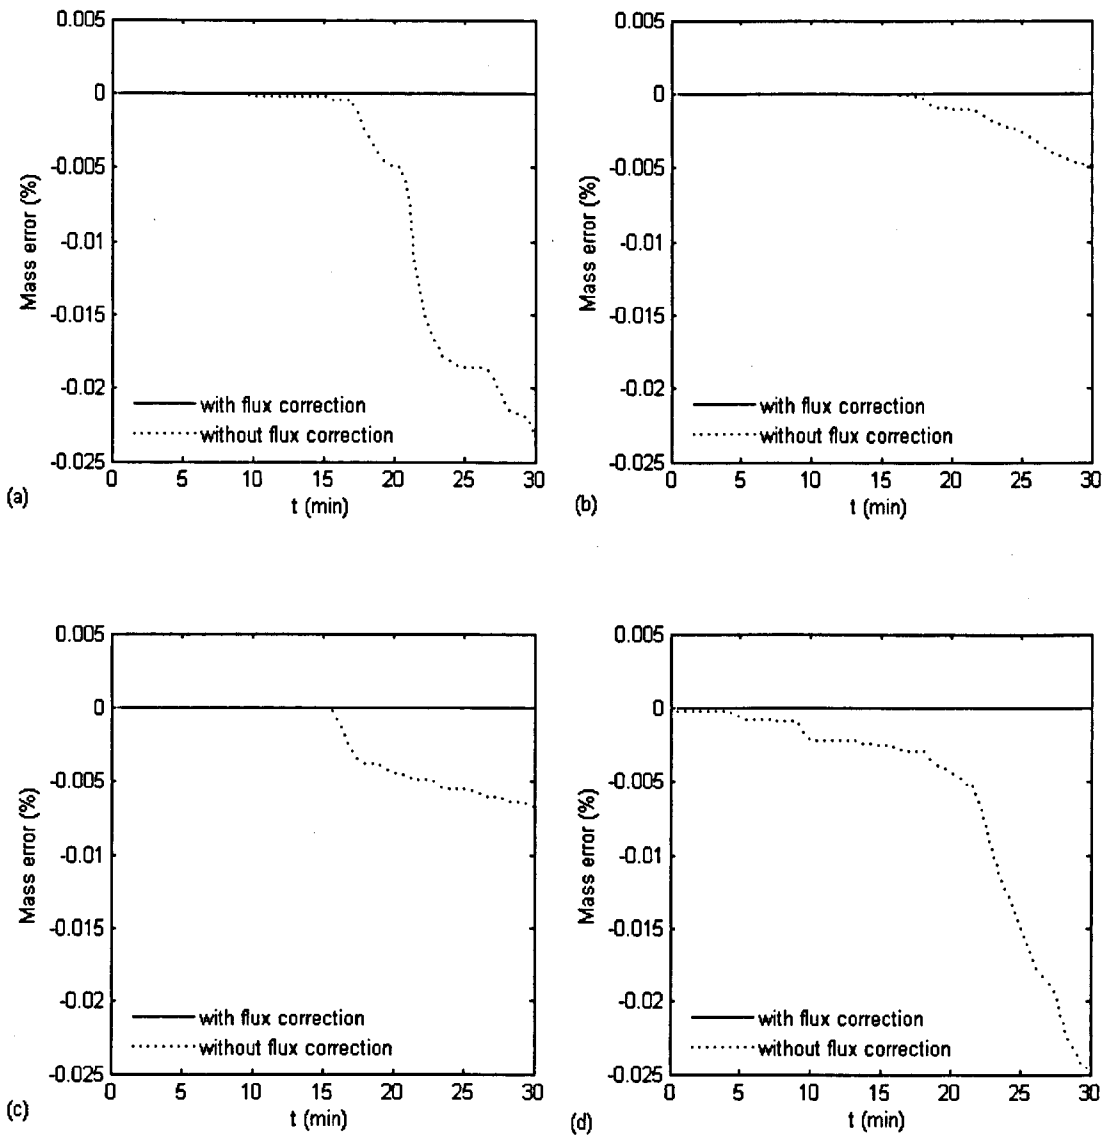 0.005
0
-0.005
-0.01
-0.015
-0.02
-0.025
Mass error (%)
with flux correction
without flux correction
0 5 10 15 20 25 30
t (min)
(a)
0.005
0
-0.005
-0.01
-0.015
-0.02
-0.025
Mass error (%)
with flux correction
without flux correction
0 5 10 15 20 25 30
t (min)
(b)
0.005
0
-0.005
-0.01
-0.015
-0.02
-0.025
Mass error (%)
with flux correction
without flux correction
0 5 10 15 20 25 30
t (min)
(c)
0.005
0
-0.005
-0.01
-0.015
-0.02
-0.025
Mass error (%)
with flux correction
without flux correction
0 5 10 15 20 25 30
t (min)
(d)